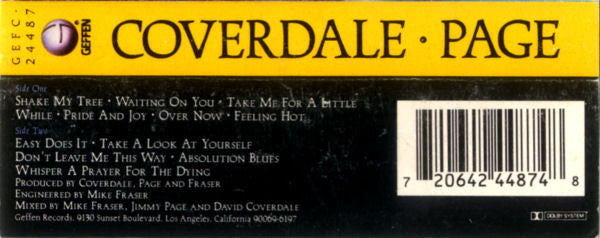 GEFC-
24487
GEFFEN
COVERDALE · PAGE
Side One
SHAKE MY TREE · WAITING ON YOU · TAKE ME FOR A LITTLE
WHILE · PRIDE AND JOY · OVER NOW · FEELING HOT
Side Two
EASY DOES IT · TAKE A LOOK AT YOURSELF
DON'T LEAVE ME THIS WAY · ABSOLUTION BLUES
WHISPER A PRAYER FOR THE DYING
PRODUCED BY COVERDALE, PAGE AND FRASER
ENGINEERED BY MIKE FRASER
MIXED BY MIKE FRASER, JIMMY PAGE AND DAVID COVERDALE
Geffen Records, 9130 Sunset Boulevard, Los Angeles, California 90069-6197
7 20642 44874 8
DOLBY SYSTEM